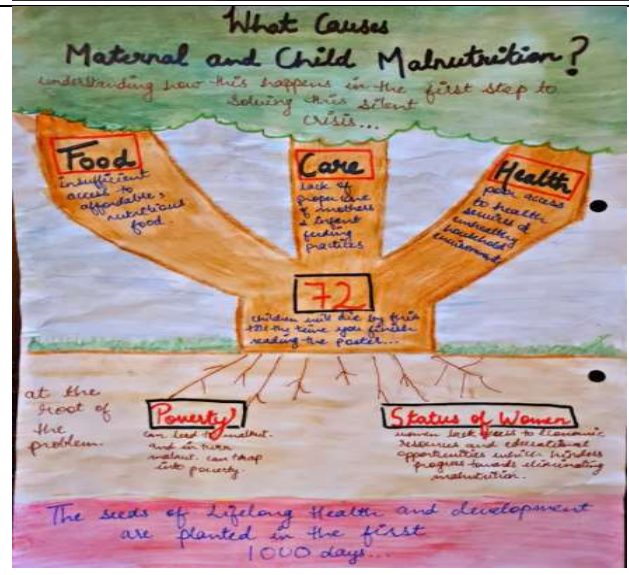 What Causes
Maternal and Child Malnutrition?
understanding how this happens in the first step to
solving this silent
crisis...
Food
insufficient
access to
affordable,
nutritious
food.
Care
lack of
proper care
of mothers
& infant
feeding
practices
Health
poor access
to health
services &
unhealthy
household
environment
72
children will die by this
till the time you finish
reading the poster...
at the
root of
the
problem.
Poverty
can lead to malnut.
and in turn
malnut. can trap
into poverty.
Status of Women
women lack access to economic
resources and educational
opportunities which hinders
progress towards eliminating
malnutrition.
The seeds of Lifelong Health and development
are planted in the first
1000 days...